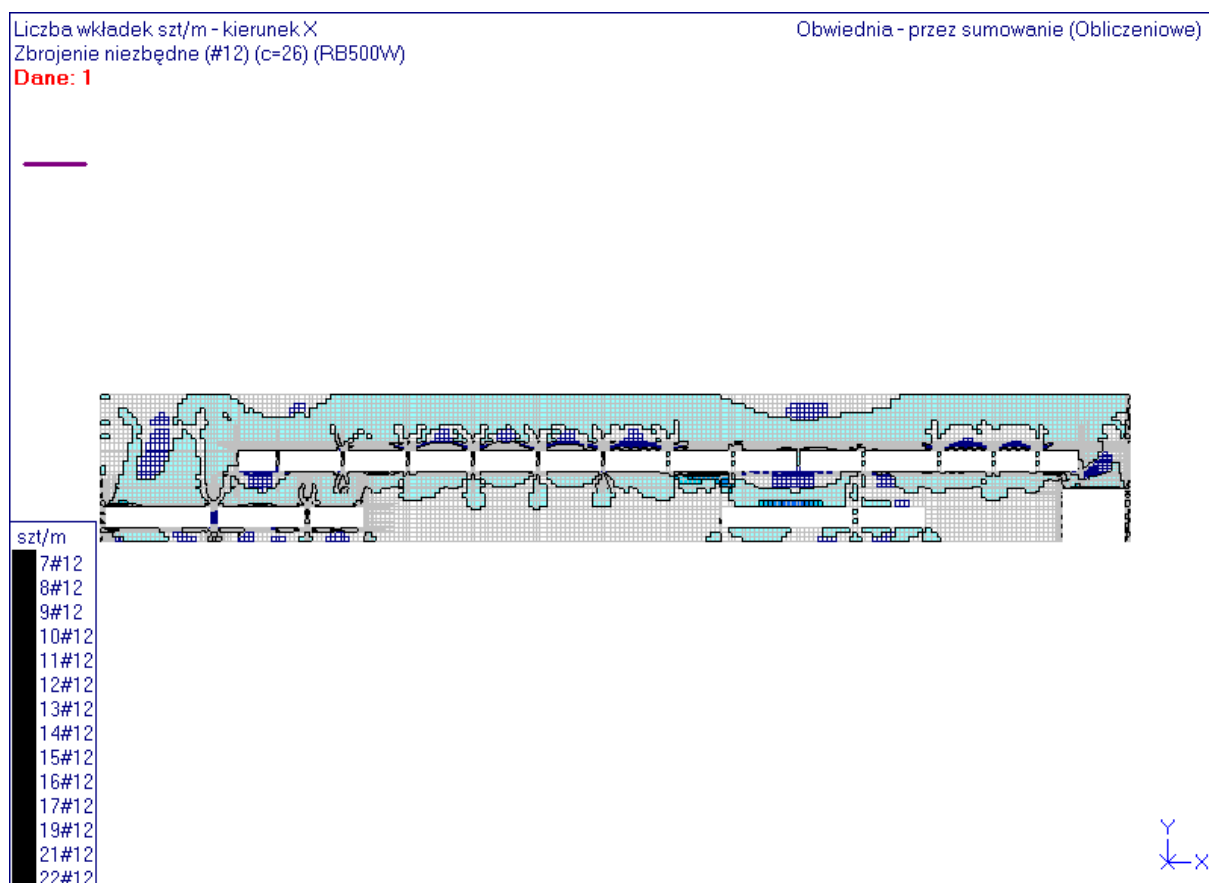 Liczba wkładek szt/m - kierunek X
Obwiednia - przez sumowanie (Obliczeniowe)
Zbrojenie niezbędne (#12) (c=26) (RB500W)
Dane: 1
szt/m
7#12
8#12
9#12
10#12
11#12
12#12
13#12
14#12
15#12
16#12
17#12
19#12
21#12
22#12
Y
X